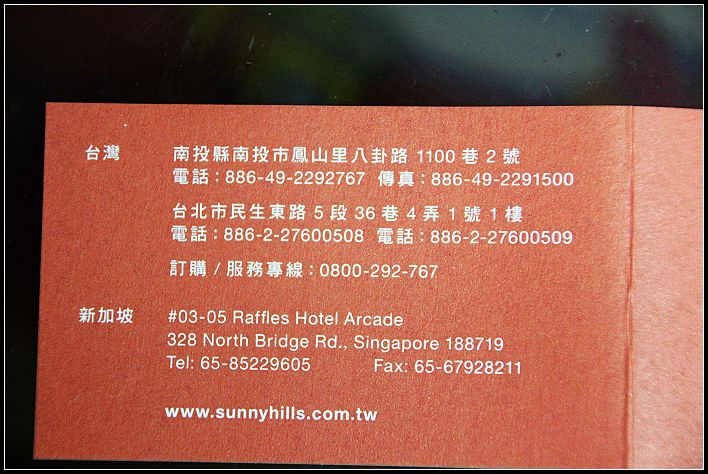 台灣 南投縣南投市鳳山里八卦路 1100 巷 2 號
電話：886-49-2292767 傳真：886-49-2291500
台北市民生東路 5 段 36 巷 4 弄 1 號 1 樓
電話：886-2-27600508 電話：886-2-27600509
訂購 / 服務專線：0800-292-767
新加坡 #03-05 Raffles Hotel Arcade
328 North Bridge Rd., Singapore 188719
Tel: 65-85229605 Fax: 65-67928211
www.sunnyhills.com.tw